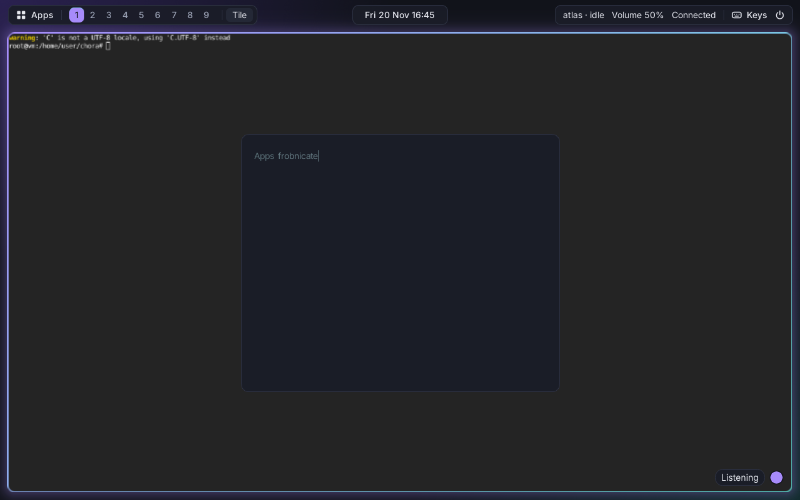 Apps 1 2 3 4 5 6 7 8 9 Tile Fri 20 Nov 16:45 atlas · idle Volume 50% Connected Keys
warning: 'C' is not a UTF-8 locale, using 'C.UTF-8' instead
root@vm:/home/user/chora#
Apps frobnicate
Listening